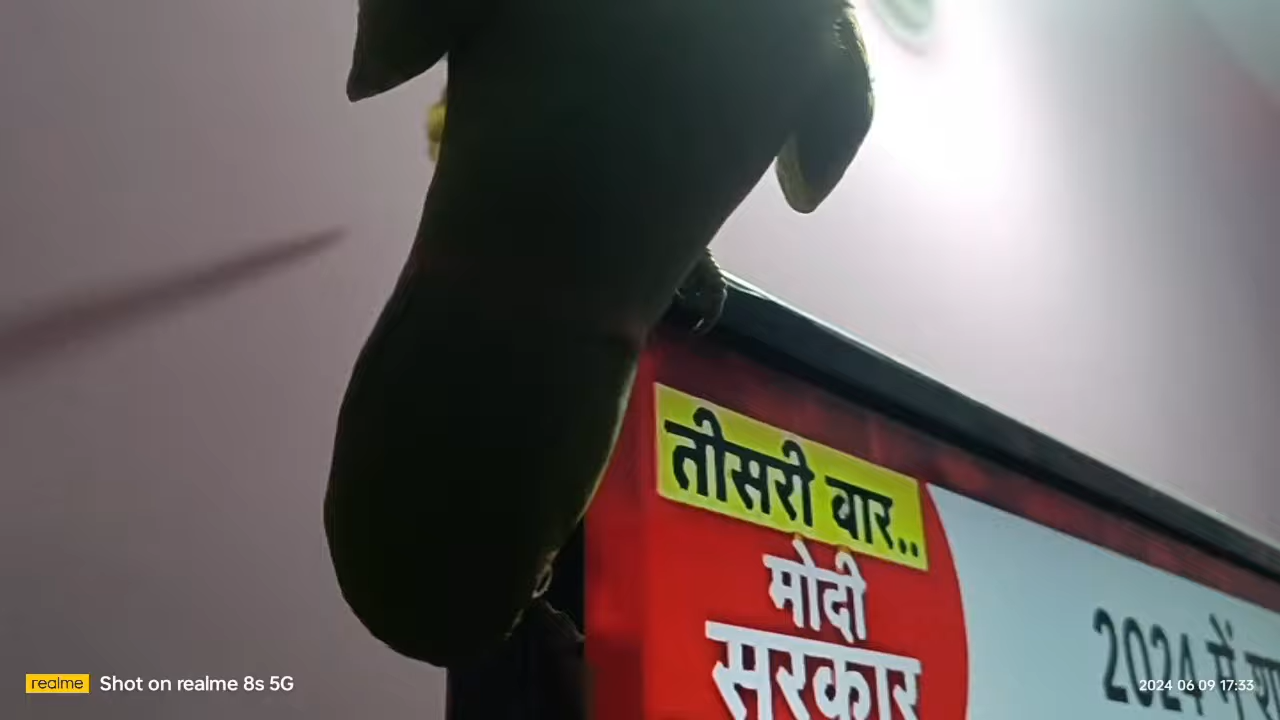 तीसरी बार..
मोदी
सरकार
2024 में
realme Shot on realme 8s 5G
2024 06 09 17:33